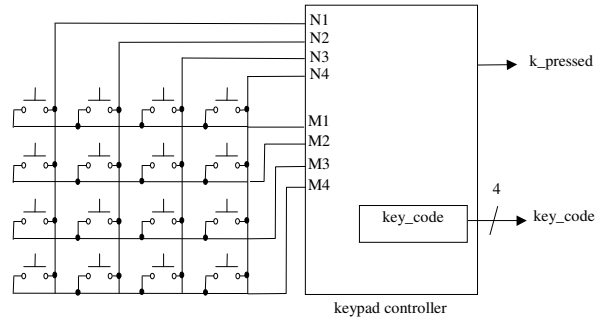 N1
N2
N3
N4
k_pressed
M1
M2
M3
M4
4
key_code
key_code
keypad controller